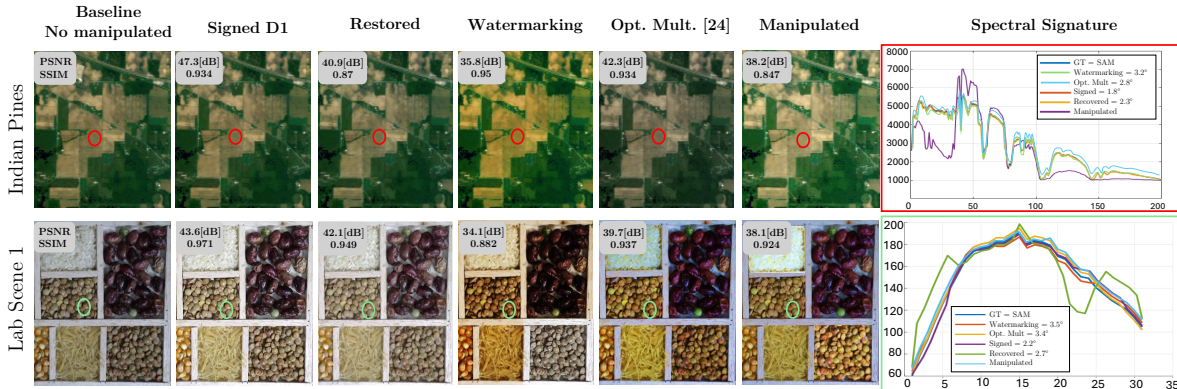 Baseline
No manipulated
Signed D1
Restored
Watermarking
Opt. Mult. [24]
Manipulated
Spectral Signature
Indian Pines
PSNR
SSIM
47.3[dB]
0.934
40.9[dB]
0.87
35.8[dB]
0.95
42.3[dB]
0.934
38.2[dB]
0.847
8000
7000
6000
5000
4000
3000
2000
1000
0
50
100
150
200
GT = SAM
Watermarking = 3.2°
Opt. Mult = 2.8°
Signed = 1.8°
Recovered = 2.3°
Manipulated
Lab Scene 1
PSNR
SSIM
43.6[dB]
0.971
42.1[dB]
0.949
34.1[dB]
0.882
39.7[dB]
0.937
38.1[dB]
0.924
200
180
160
140
120
100
80
60
0
5
10
15
20
25
30
35
GT = SAM
Watermarking = 3.5°
Opt. Mult = 3.4°
Signed = 2.2°
Recovered = 2.7°
Manipulated